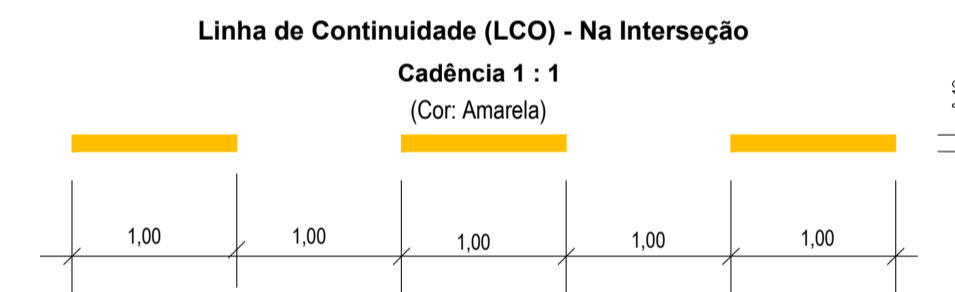 Linha de Continuidade (LCO) - Na Interseção
Cadência 1 : 1
(Cor: Amarela)
1,00 1,00 1,00 1,00 1,00